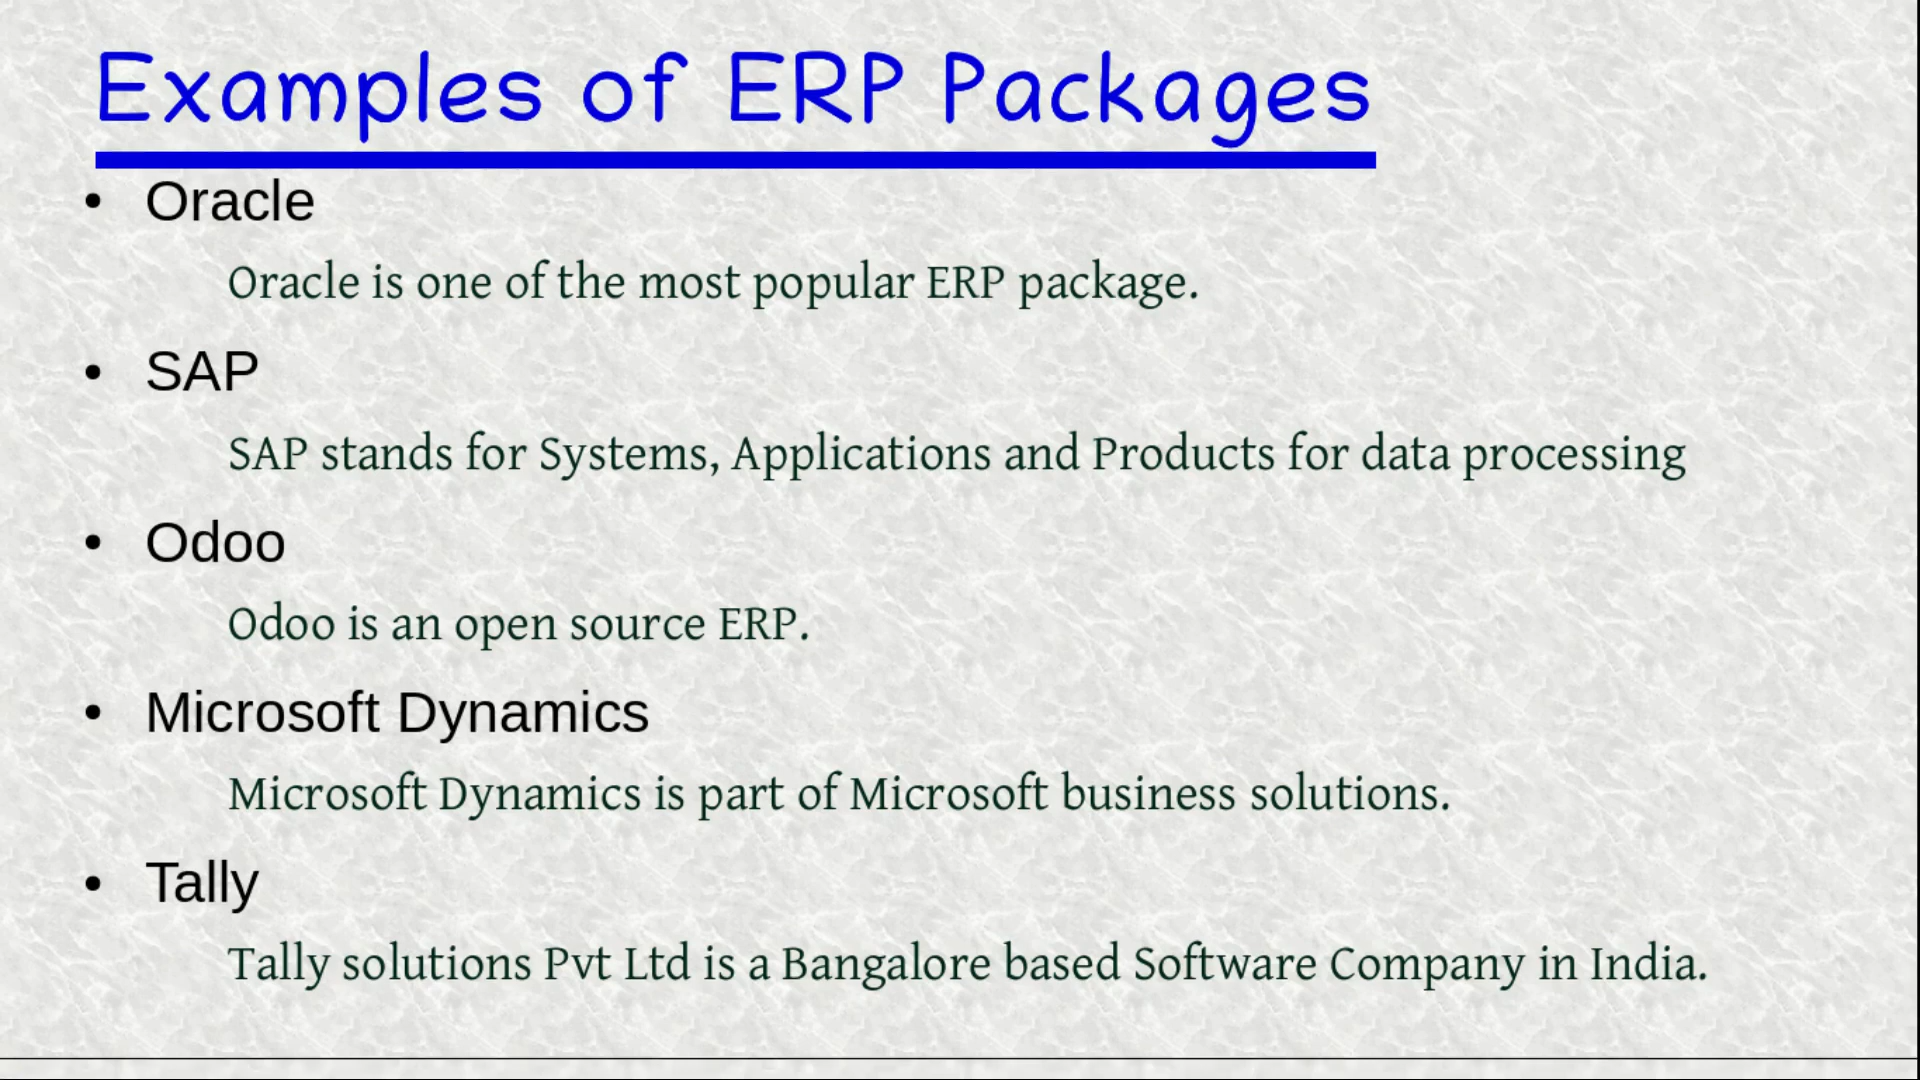 Examples of ERP Packages
• Oracle
Oracle is one of the most popular ERP package.
• SAP
SAP stands for Systems, Applications and Products for data processing
• Odoo
Odoo is an open source ERP.
• Microsoft Dynamics
Microsoft Dynamics is part of Microsoft business solutions.
• Tally
Tally solutions Pvt Ltd is a Bangalore based Software Company in India.